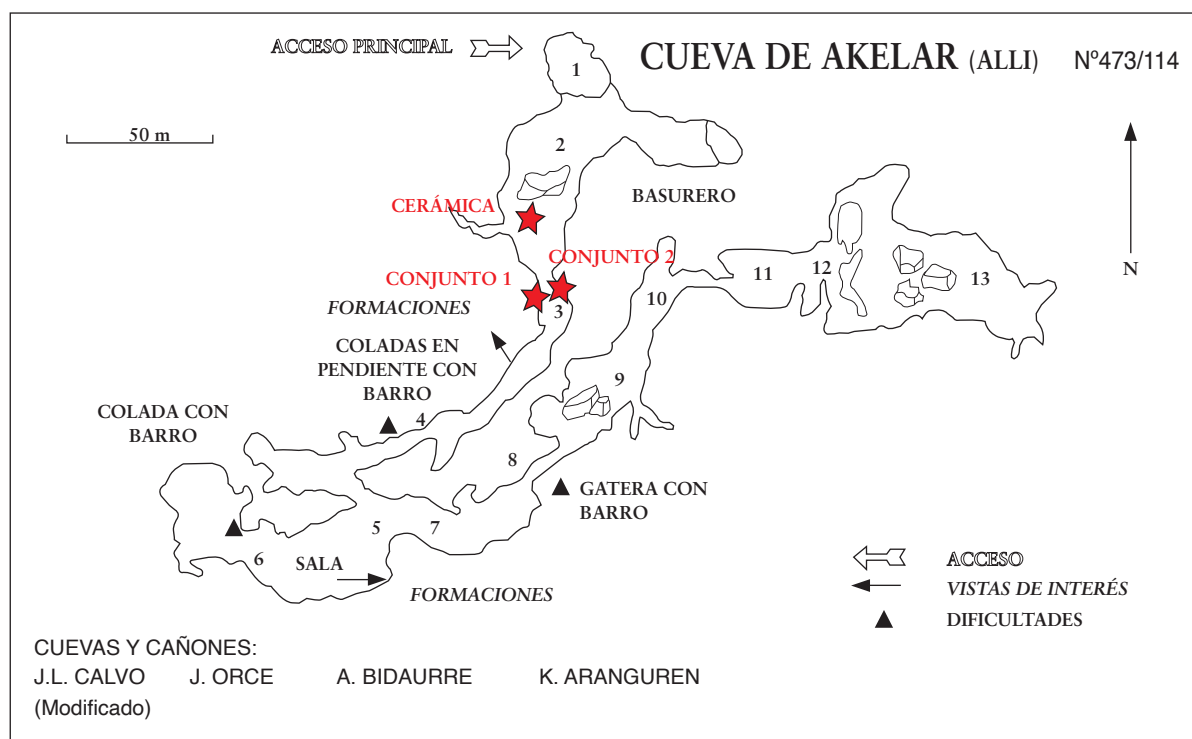 ACCESO PRINCIPAL
CUEVA DE AKELAR (ALLI) Nº473/114
1
50 m
2
BASURERO
CERÁMICA
N
CONJUNTO 2
CONJUNTO 1
3
FORMACIONES
10
11
12
13
COLADAS EN
PENDIENTE CON
BARRO
9
4
COLADA CON
BARRO
8
GATERA CON
BARRO
5
7
6
SALA
FORMACIONES
ACCESO
VISTAS DE INTERÉS
DIFICULTADES
CUEVAS Y CAÑONES:
J.L. CALVO J. ORCE A. BIDAURRE K. ARANGUREN
(Modificado)